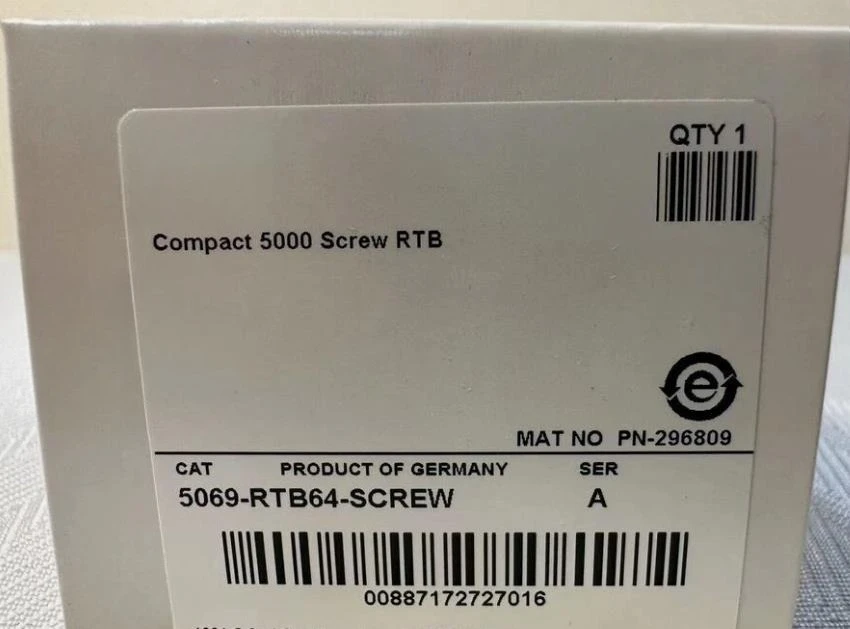 QTY 1
Compact 5000 Screw RTB
e
MAT NO PN-296809
CAT PRODUCT OF GERMANY SER
5069-RTB64-SCREW A
00887172727016